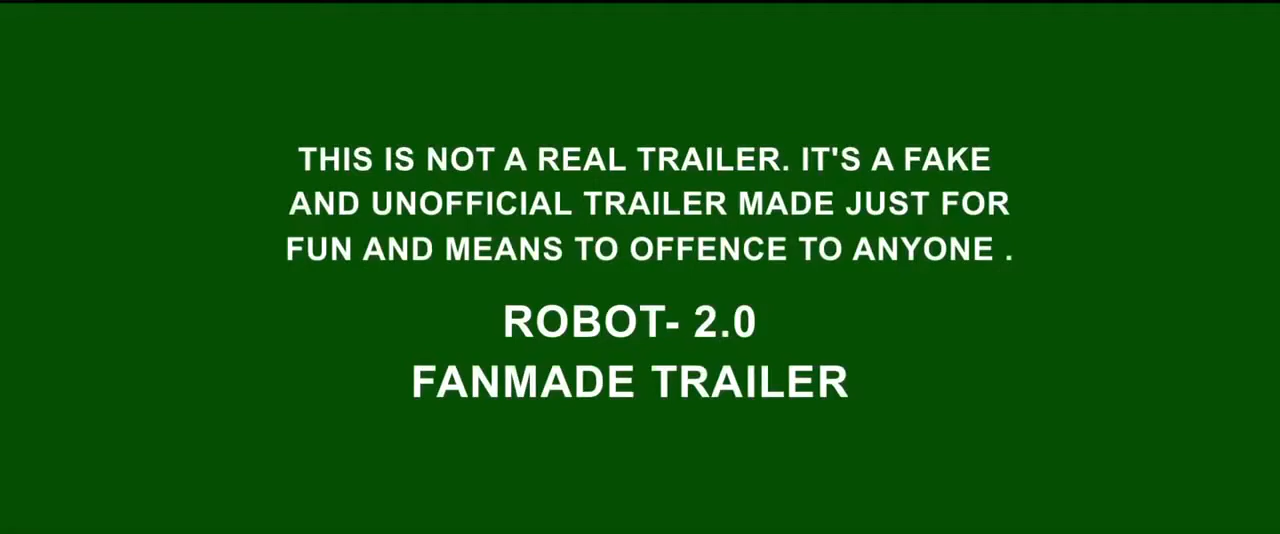 THIS IS NOT A REAL TRAILER. IT'S A FAKE
AND UNOFFICIAL TRAILER MADE JUST FOR
FUN AND MEANS TO OFFENCE TO ANYONE .
ROBOT- 2.0
FANMADE TRAILER